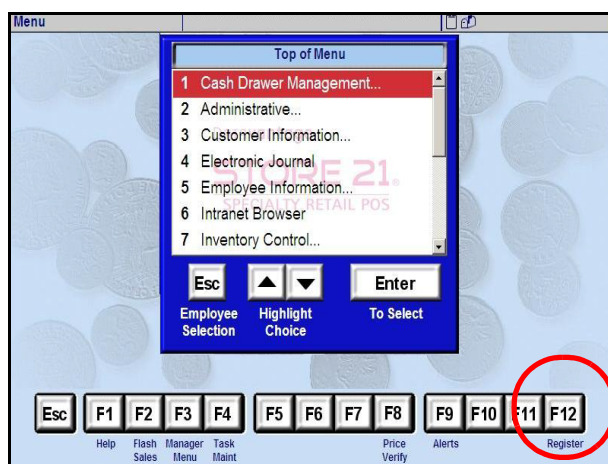 Menu
Top of Menu
1 Cash Drawer Management...
2 Administrative...
3 Customer Information...
4 Electronic Journal
5 Employee Information...
6 Intranet Browser
7 Inventory Control...
STORE 21
SPECIALTY RETAIL POS
Esc
Enter
Employee Selection
Highlight Choice
To Select
Esc F1 F2 F3 F4 F5 F6 F7 F8 F9 F10 F11 F12
Help Flash Sales Manager Menu Task Maint Price Verify Alerts Register